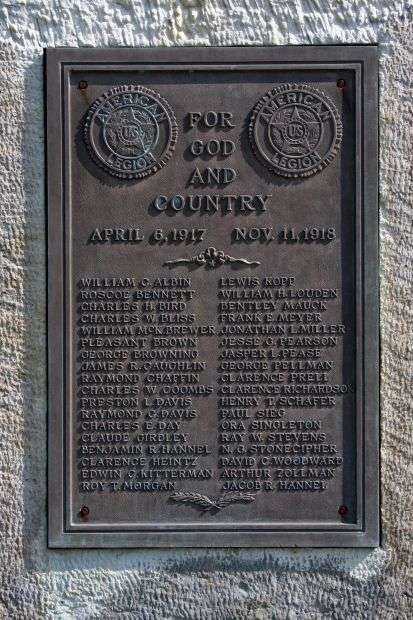 AMERICAN
US
LEGION
FOR
GOD
AND
COUNTRY
AMERICAN
US
LEGION
APRIL 6, 1917 NOV. 11, 1918
WILLIAM C. ALBIN
ROSCOE BENNETT
CHARLES H. BIRD
CHARLES W. BLISS
WILLIAM MCK. BREWER
PLEASANT BROWN
GEORGE BROWNING
JAMES R. CAUGHLIN
RAYMOND CHAFFIN
CHARLES W. COOMBS
PRESTON L. DAVIS
RAYMOND G. DAVIS
CHARLES E. DAY
CLAUDE GIRDLEY
BENJAMIN R. HANNEL
CLARENCE HEINTZ
EDWIN C. KITTERMAN
ROY T. MORGAN
LEWIS KOPP
WILLIAM H. LOUDEN
BENTLEY MAUCK
FRANK E. MEYER
JONATHAN L. MILLER
JESSE G. PEARSON
JASPER L. PEASE
GEORGE PELLMAN
CLARENCE PRELL
CLARENCE RICHARDSO
HENRY T. SCHAFER
PAUL SIEG
ORA SINGLETON
RAY W. STEVENS
N. G. STONECIPHER
DAVID C. WOODWARD
ARTHUR ZOLLMAN
JACOB R. HANNEL